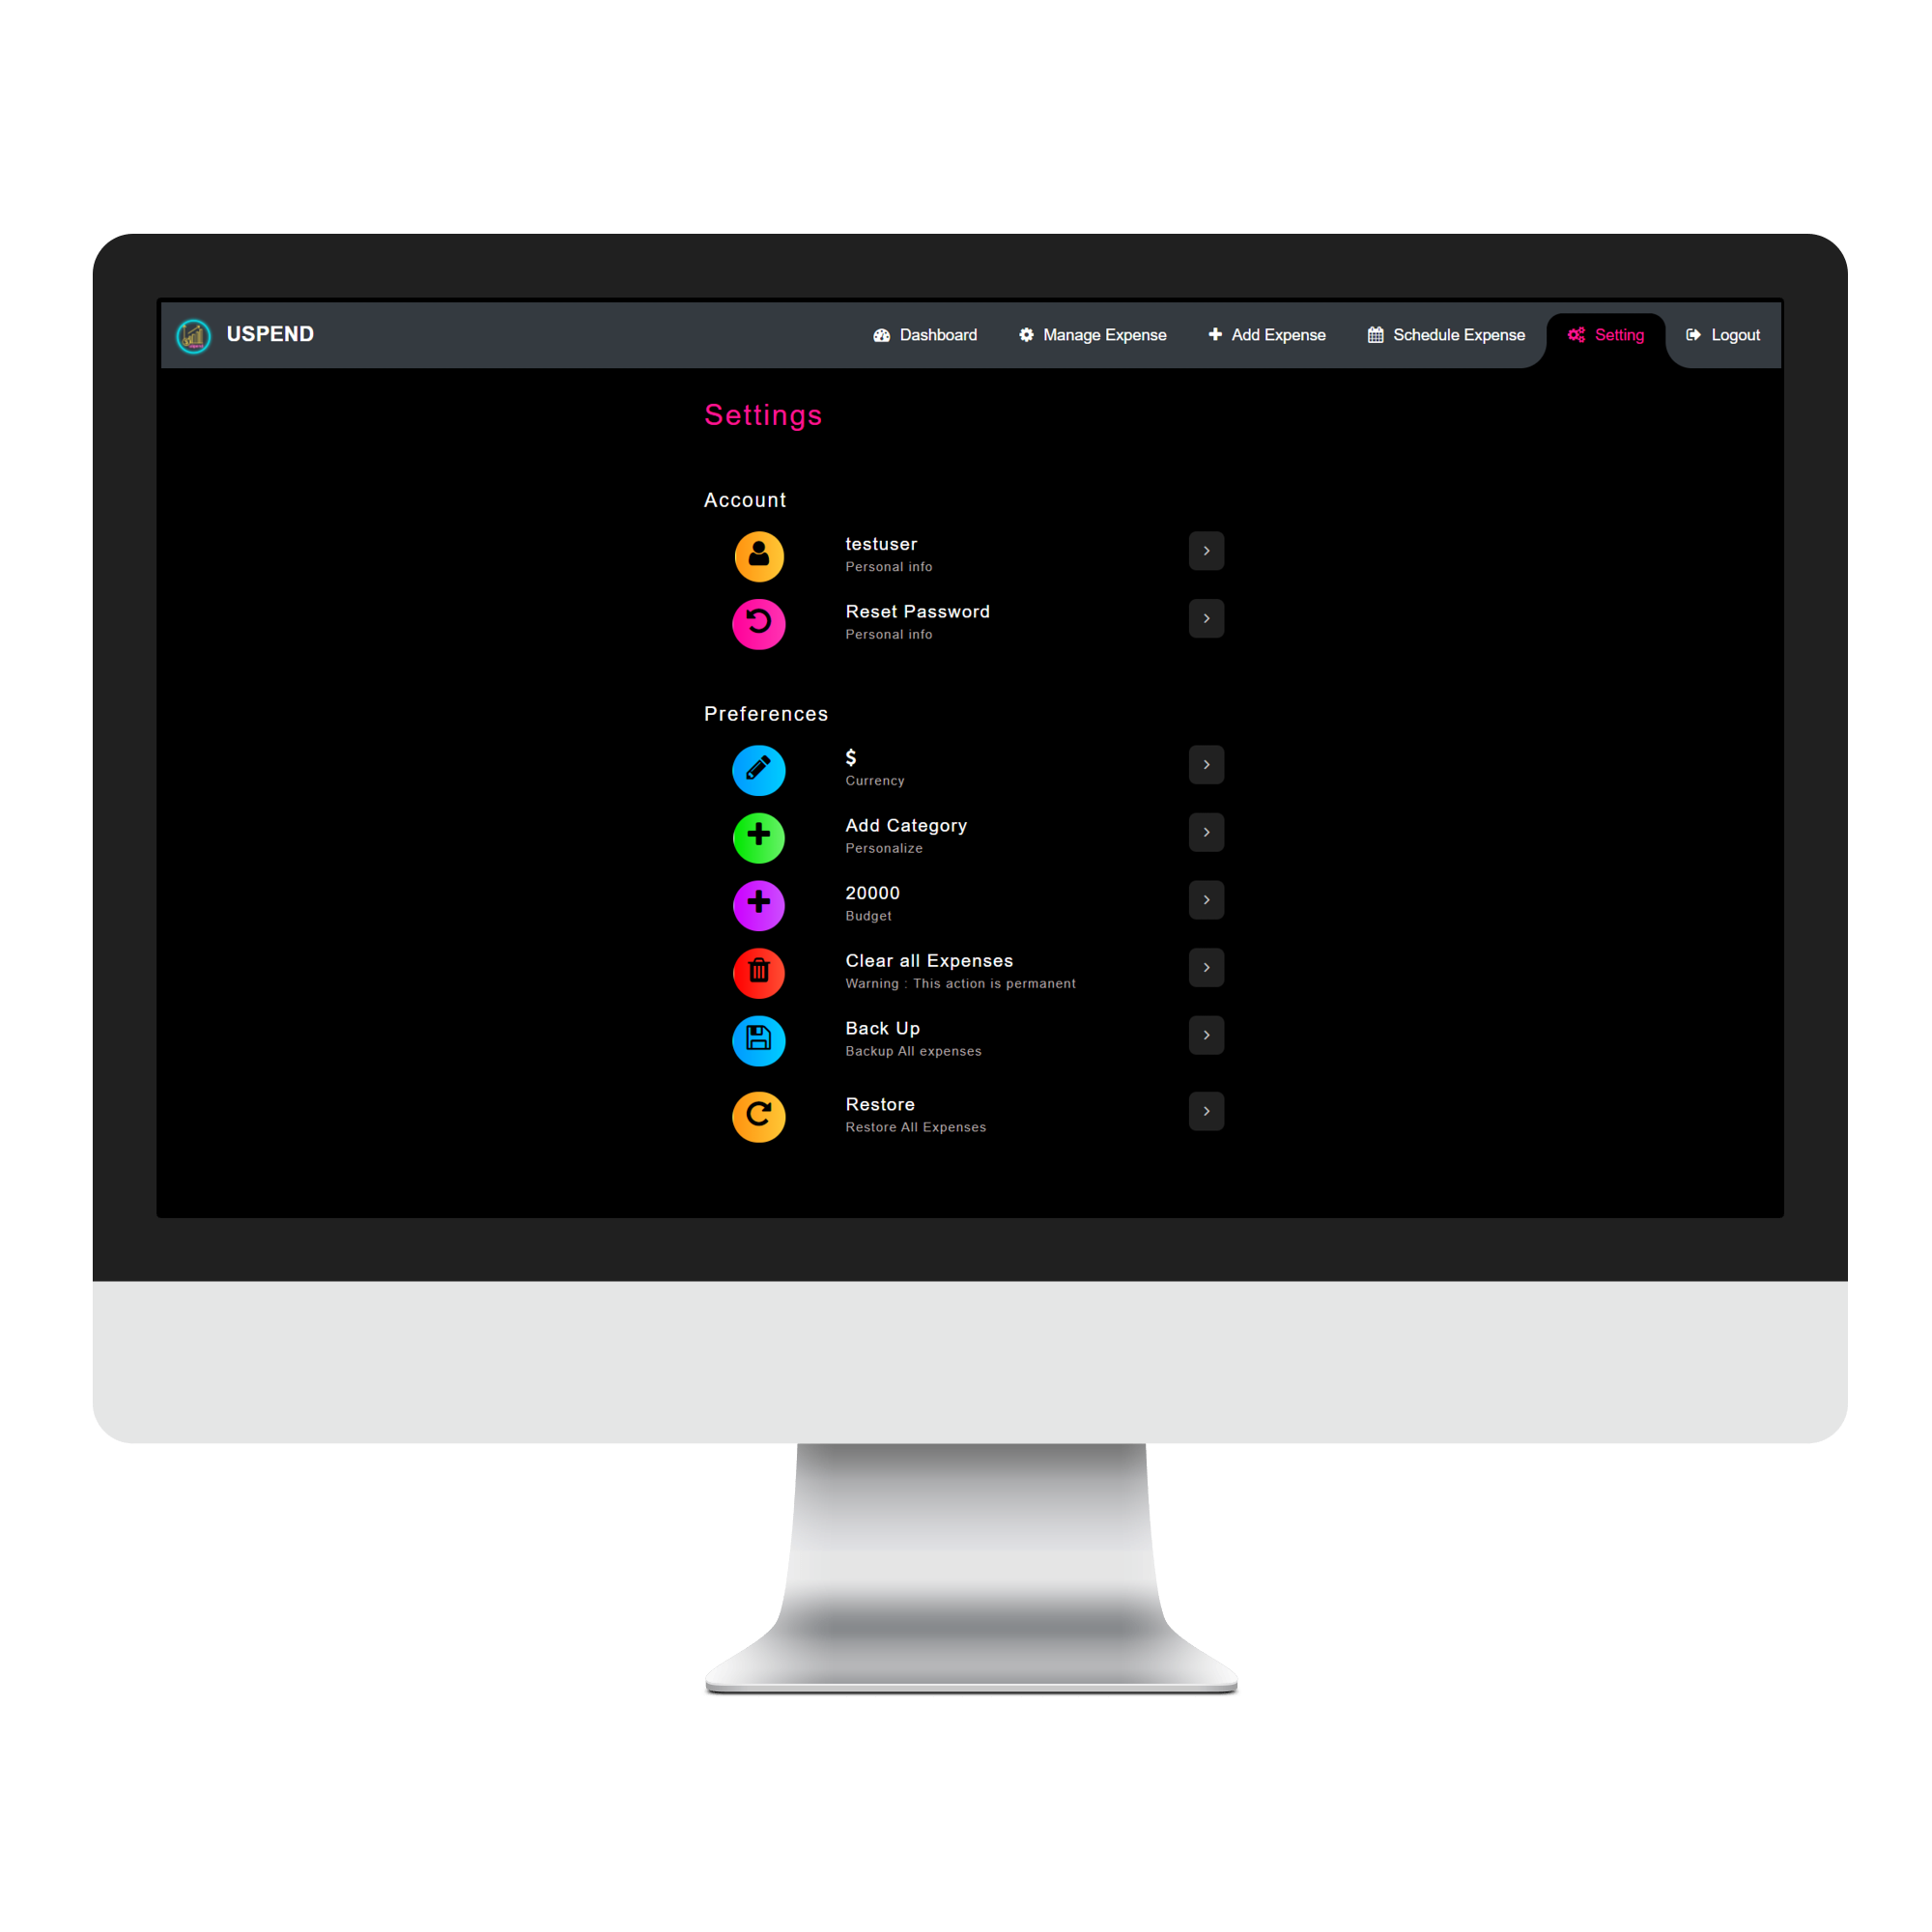 USPEND
Dashboard
Manage Expense
Add Expense
Schedule Expense
Setting
Logout
Settings
Account
testuser
Personal info
Reset Password
Personal info
Preferences
$
Currency
Add Category
Personalize
20000
Budget
Clear all Expenses
Warning : This action is permanent
Back Up
Backup All expenses
Restore
Restore All Expenses